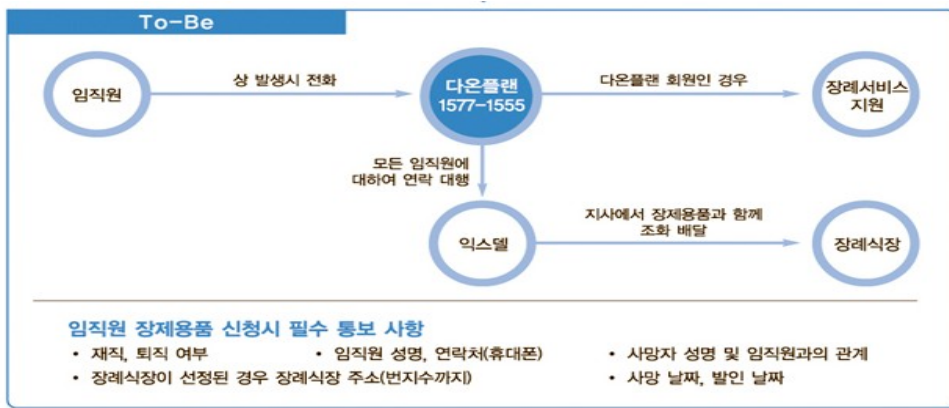 To-Be
임직원
상 발생시 전화
다온플랜
1577-1555
다온플랜 회원인 경우
장례서비스
지원
모든 임직원에
대하여 연락 대행
익스델
지사에서 장제용품과 함께
조화 배달
장례식장
임직원 장제용품 신청시 필수 통보 사항
• 재직, 퇴직 여부
• 임직원 성명, 연락처(휴대폰)
• 사망자 성명 및 임직원과의 관계
• 장례식장이 선정된 경우 장례식장 주소(번지수까지)
• 사망 날짜, 발인 날짜